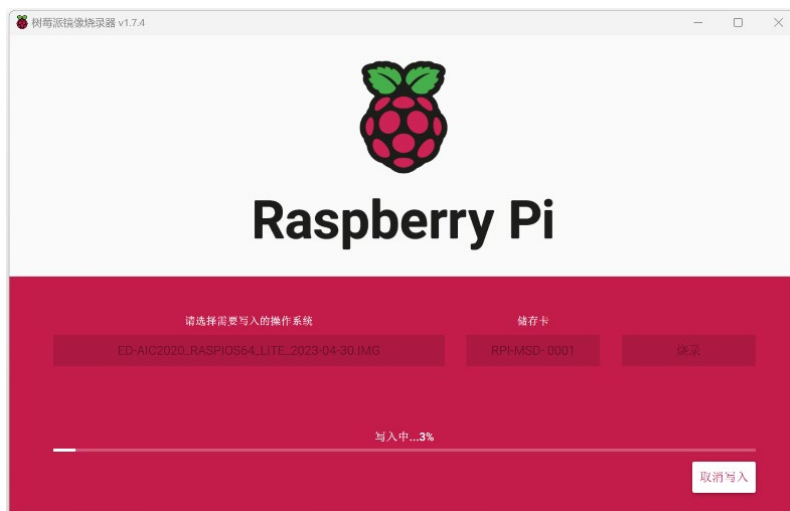 树莓派镜像烧录器 v1.7.4
Raspberry Pi
请选择需要写入的操作系统
储存卡
ED-AIC2020_RASPIOS64_LITE_2023-04-30.IMG
RPI-MSD- 0001
烧录
写入中...3%
取消写入